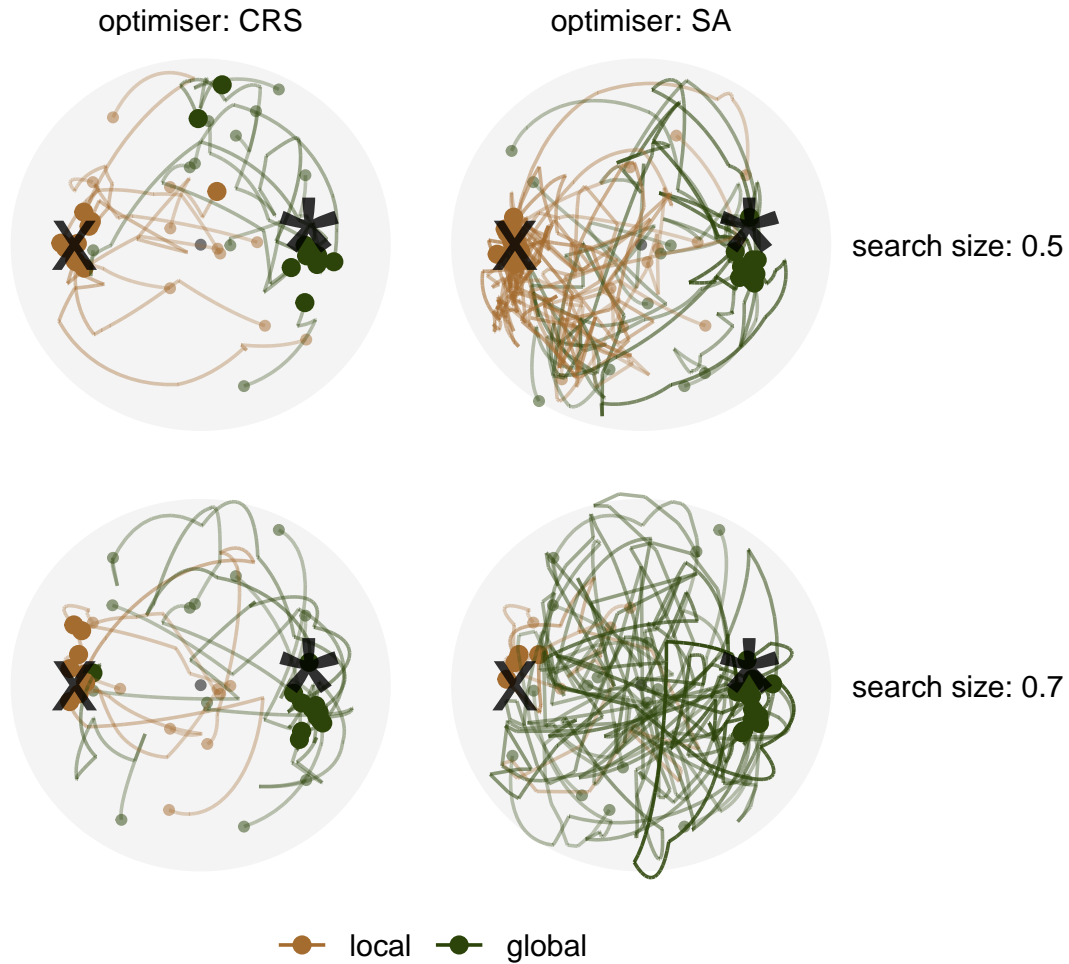 optimiser: CRS
optimiser: SA
X
*
X
*
search size: 0.5
X
*
X
*
search size: 0.7
local
global